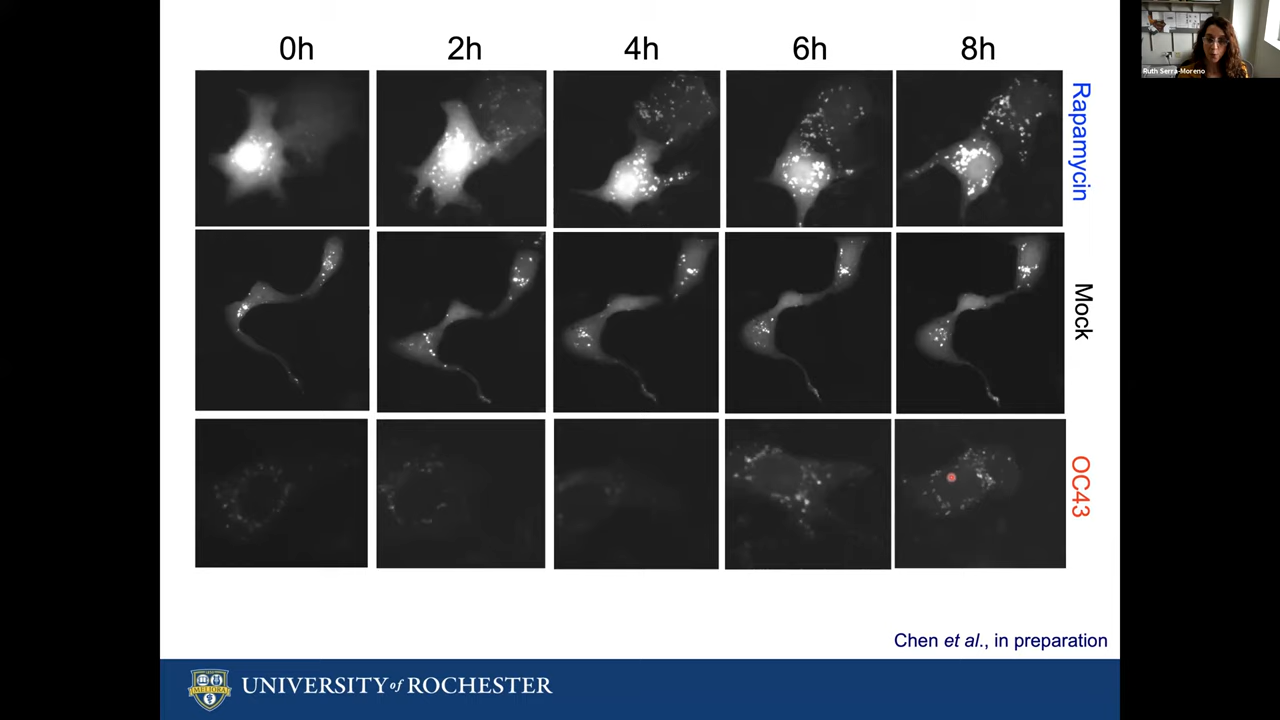 0h 2h 4h 6h 8h
Ruth Serra-Moreno
Rapamycin
Mock
OC43
Chen et al., in preparation
MELIORA
UNIVERSITY of ROCHESTER